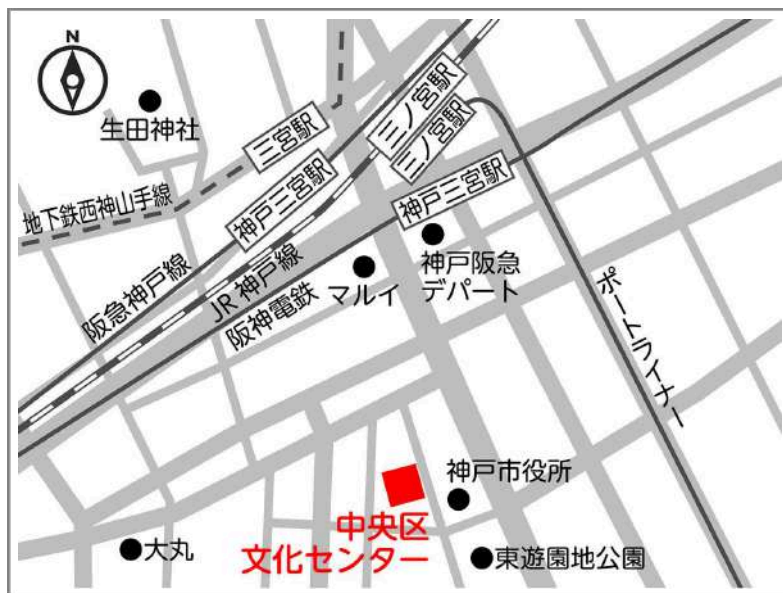 N
生田神社
三宮駅
三ノ宮駅
三ノ宮駅
神戸三宮駅
神戸三宮駅
地下鉄西神山手線
阪急神戸線
JR神戸線
阪神電鉄
マルイ
神戸阪急
デパート
ポートライナー
神戸市役所
中央区
文化センター
大丸
東遊園地公園